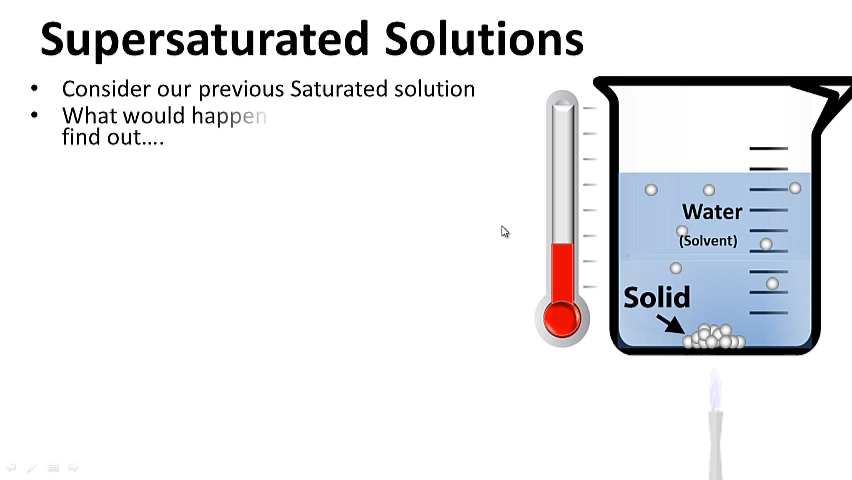 Supersaturated Solutions
• Consider our previous Saturated solution
• What would happen
find out….
Water
(Solvent)
Solid